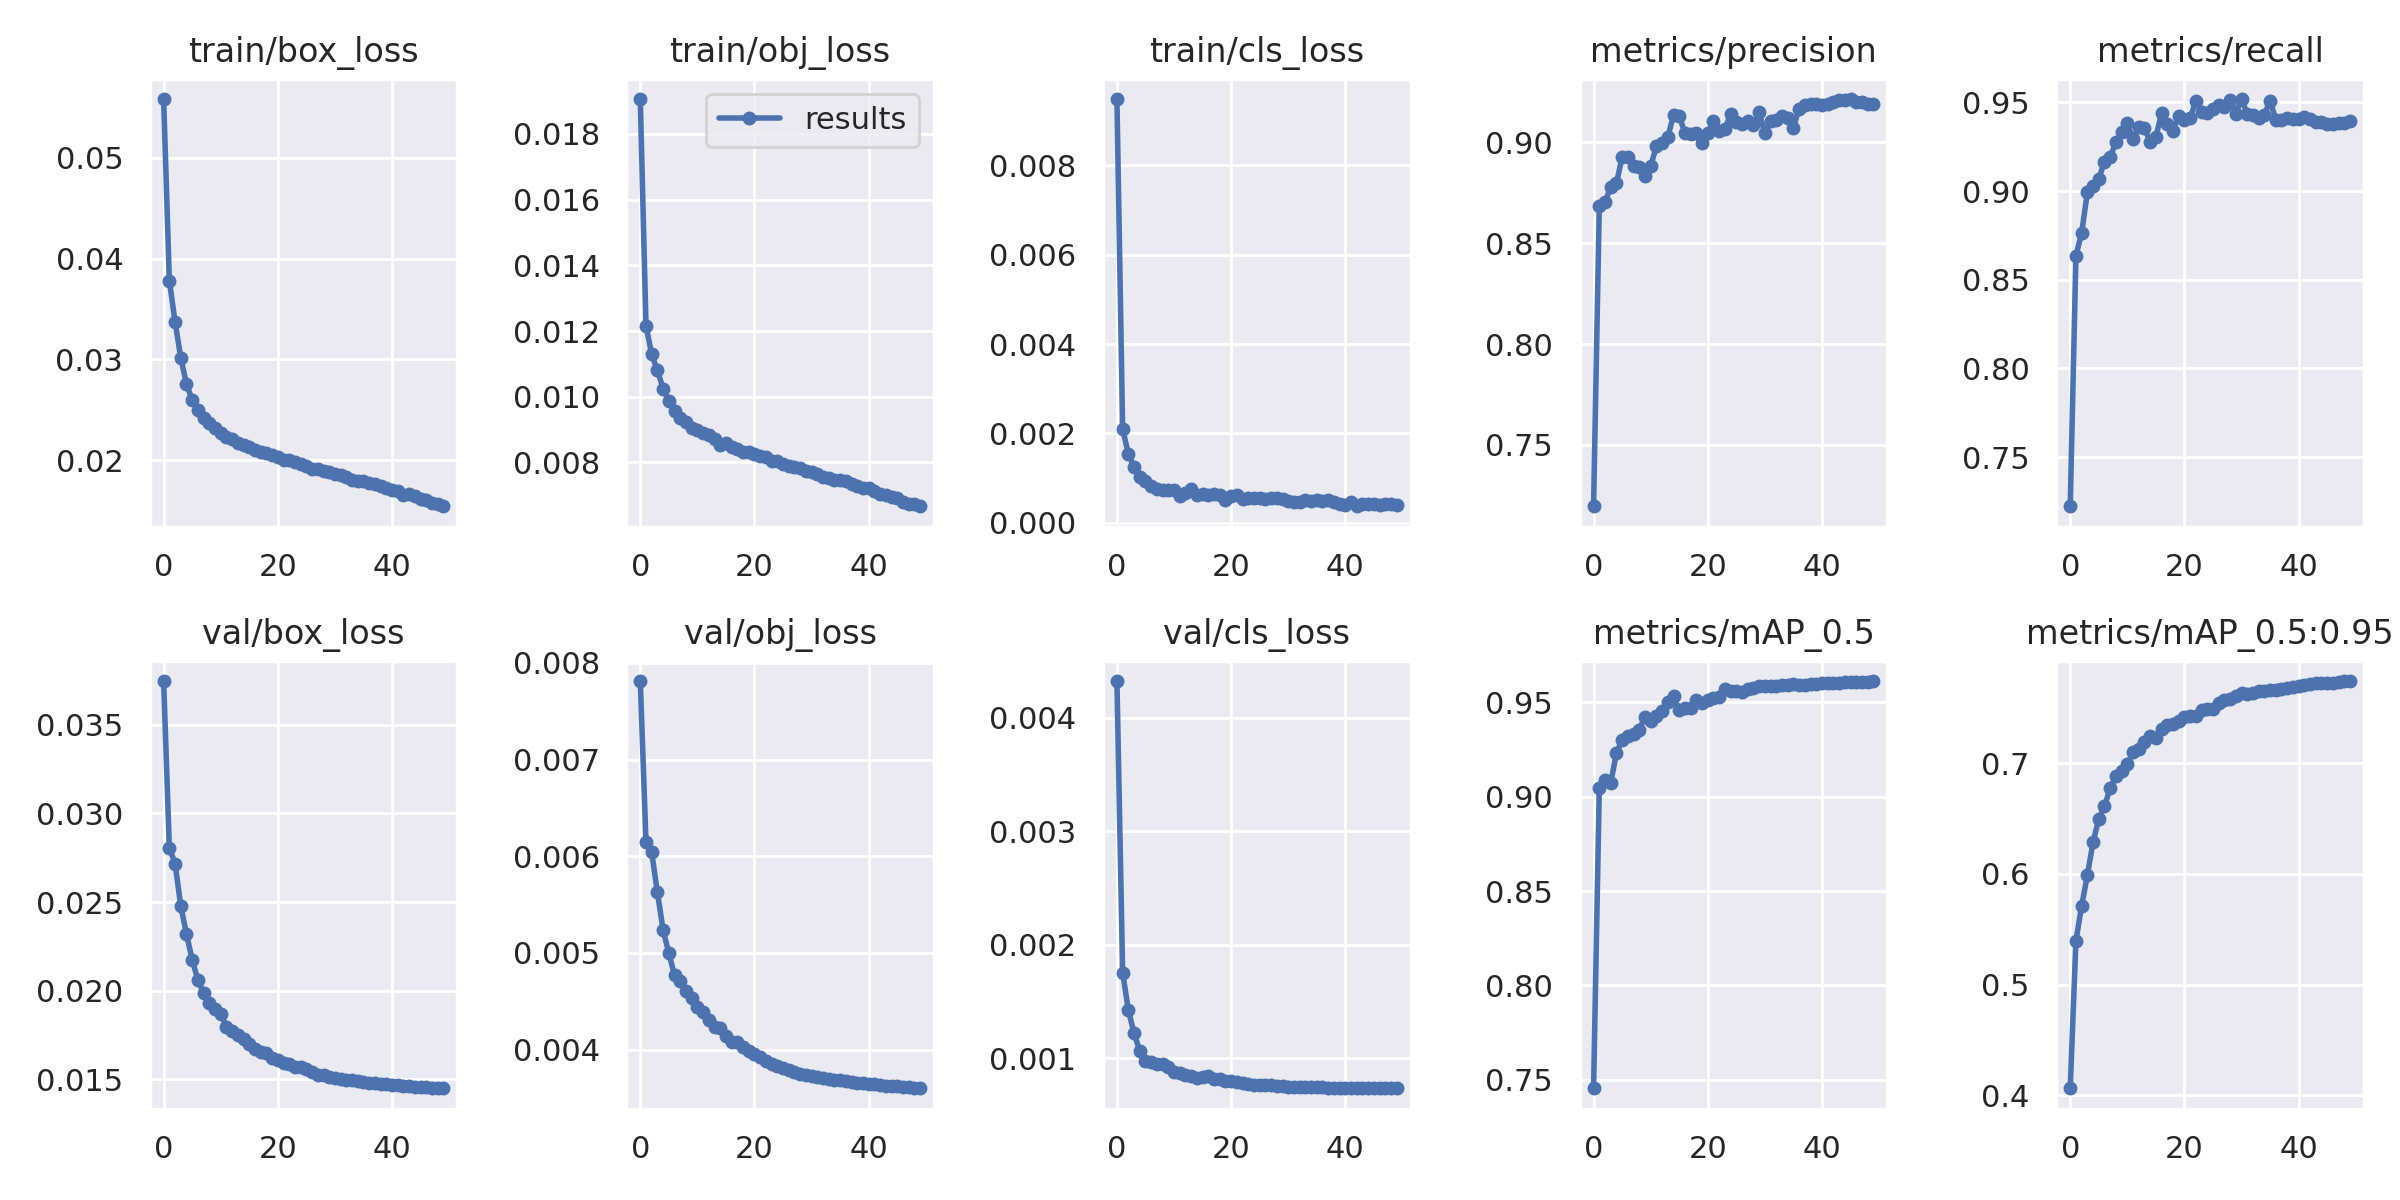 train/box_loss
0.05
0.04
0.03
0.02
0 20 40
train/obj_loss
results
0.018
0.016
0.014
0.012
0.010
0.008
0 20 40
train/cls_loss
0.008
0.006
0.004
0.002
0.000
0 20 40
metrics/precision
0.90
0.85
0.80
0.75
0 20 40
metrics/recall
0.95
0.90
0.85
0.80
0.75
0 20 40
val/box_loss
0.035
0.030
0.025
0.020
0.015
0 20 40
val/obj_loss
0.008
0.007
0.006
0.005
0.004
0 20 40
val/cls_loss
0.004
0.003
0.002
0.001
0 20 40
metrics/mAP_0.5
0.95
0.90
0.85
0.80
0.75
0 20 40
metrics/mAP_0.5:0.95
0.7
0.6
0.5
0.4
0 20 40